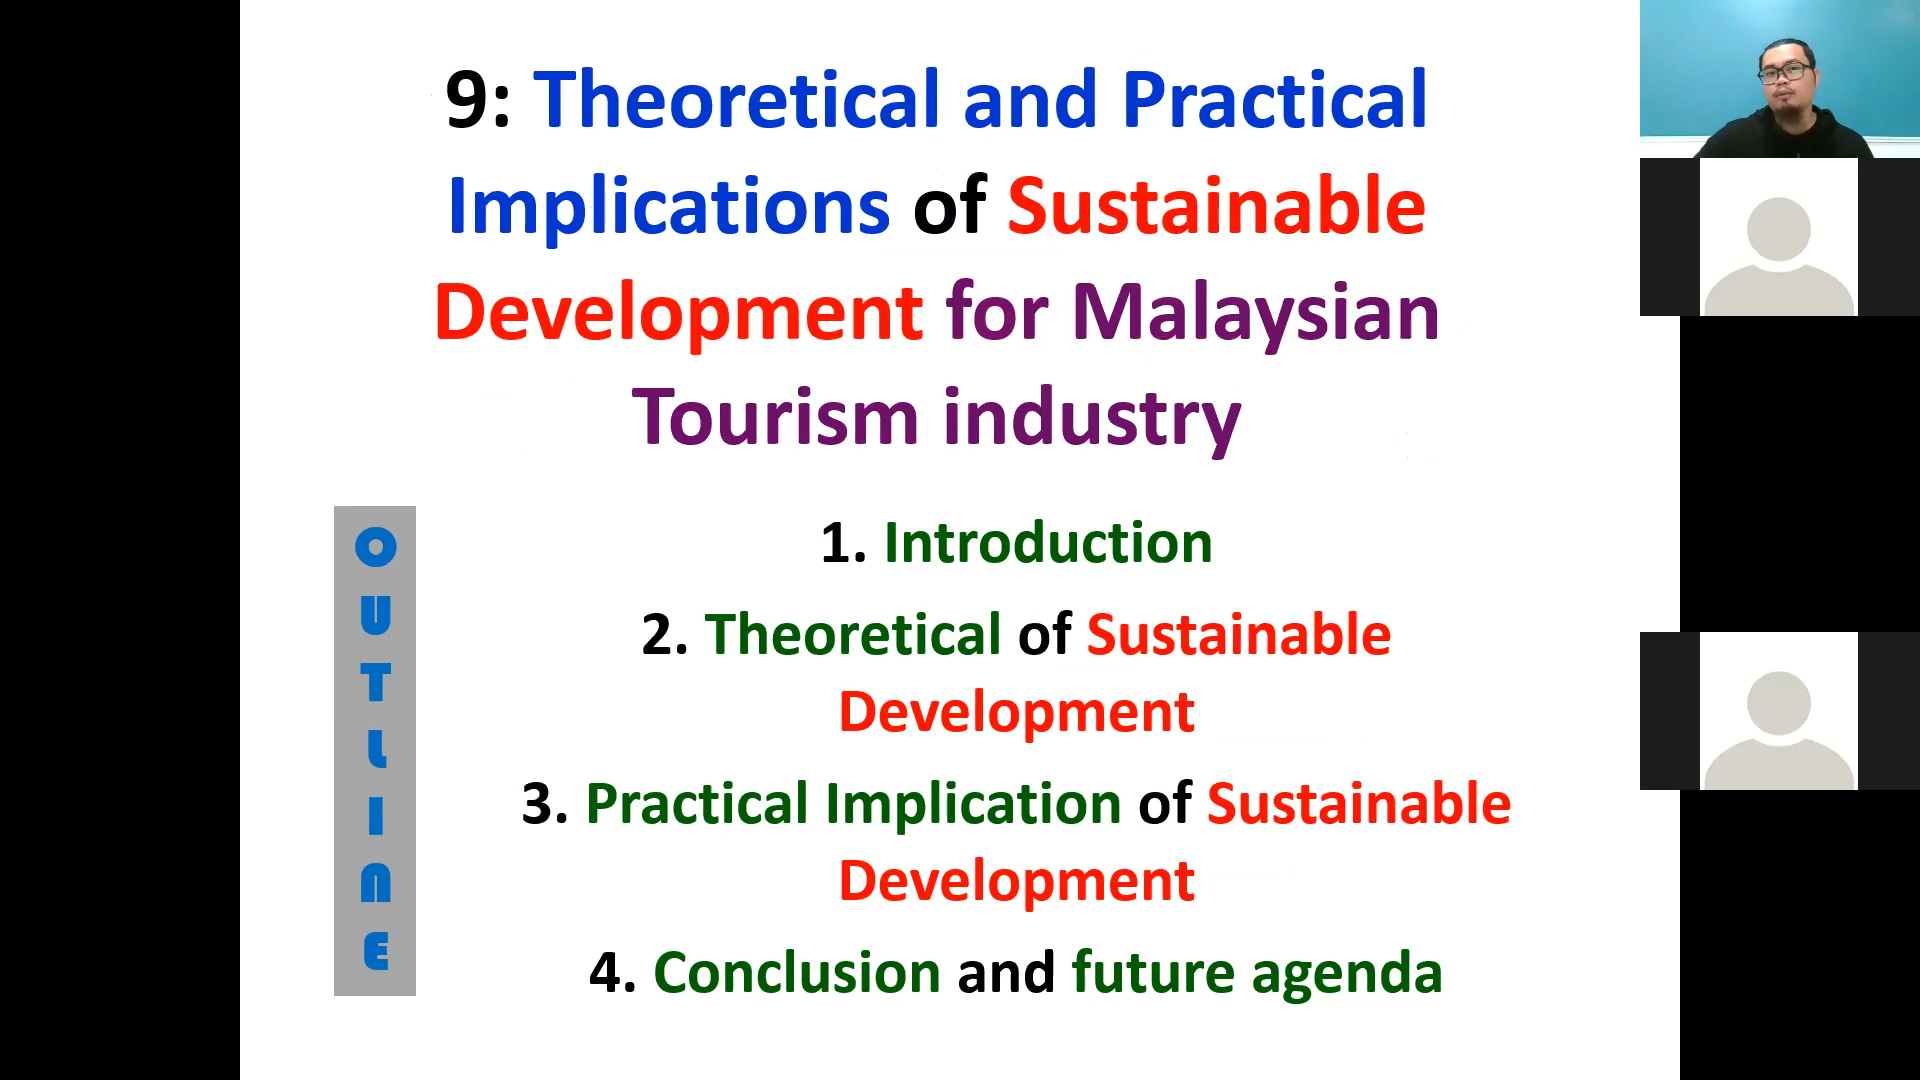 9: Theoretical and Practical
Implications of Sustainable
Development for Malaysian
Tourism industry
OUTLINE
1. Introduction
2. Theoretical of Sustainable
Development
3. Practical Implication of Sustainable
Development
4. Conclusion and future agenda